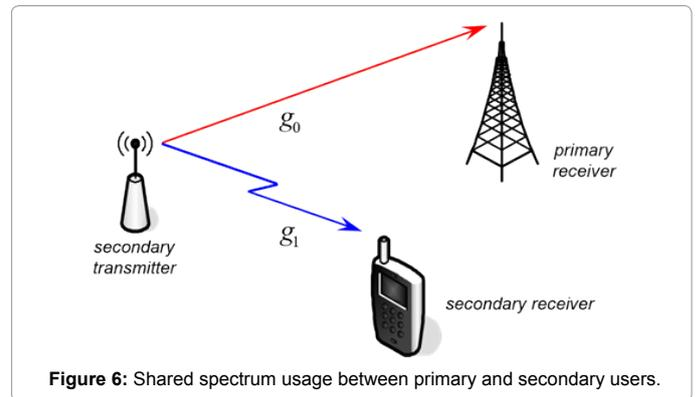 g0
primary
receiver
g1
secondary
transmitter
secondary receiver
Figure 6: Shared spectrum usage between primary and secondary users.